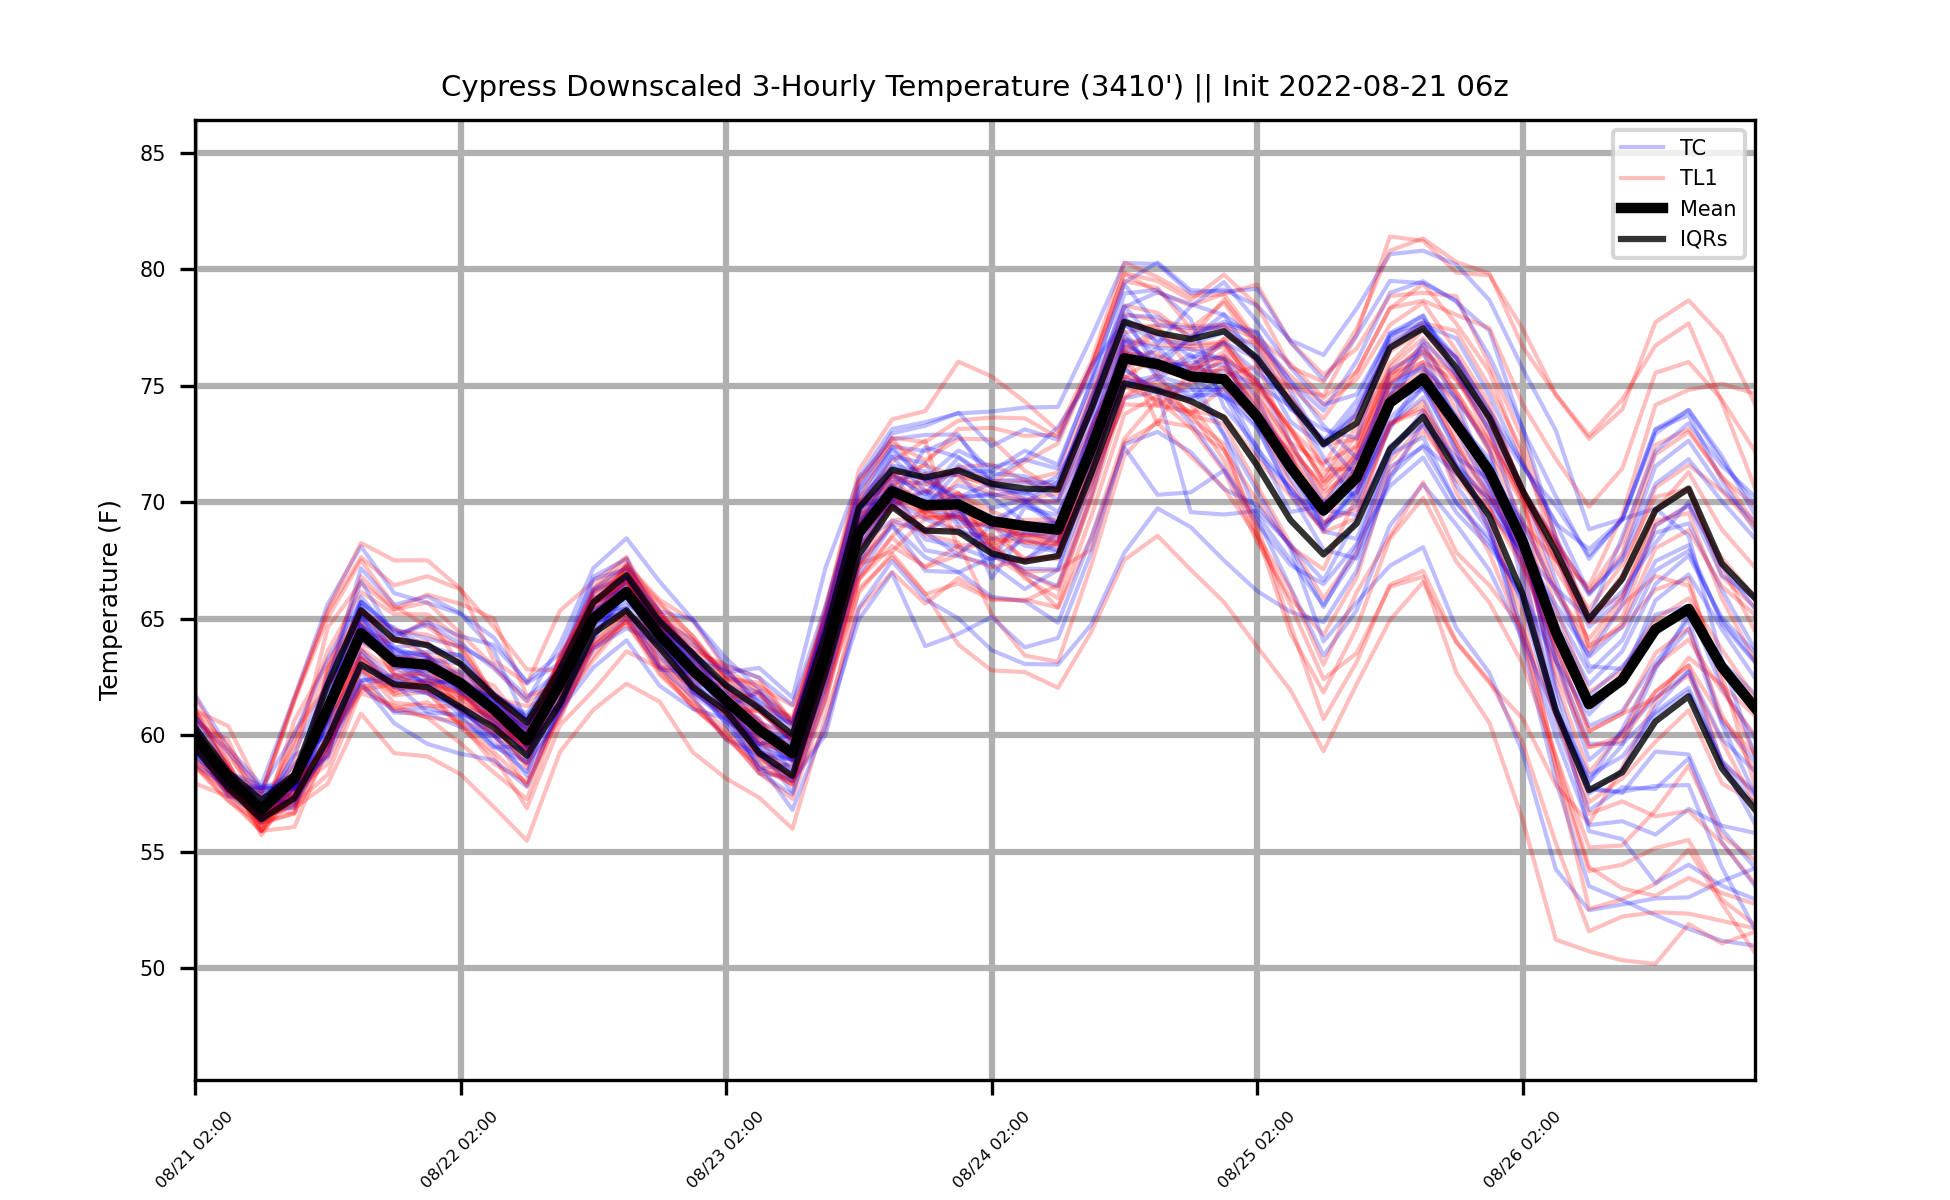 Cypress Downscaled 3-Hourly Temperature (3410') || Init 2022-08-21 06z
TC
TL1
Mean
IQRs
Temperature (F)
85
80
75
70
65
60
55
50
08/21 02:00
08/22 02:00
08/23 02:00
08/24 02:00
08/25 02:00
08/26 02:00